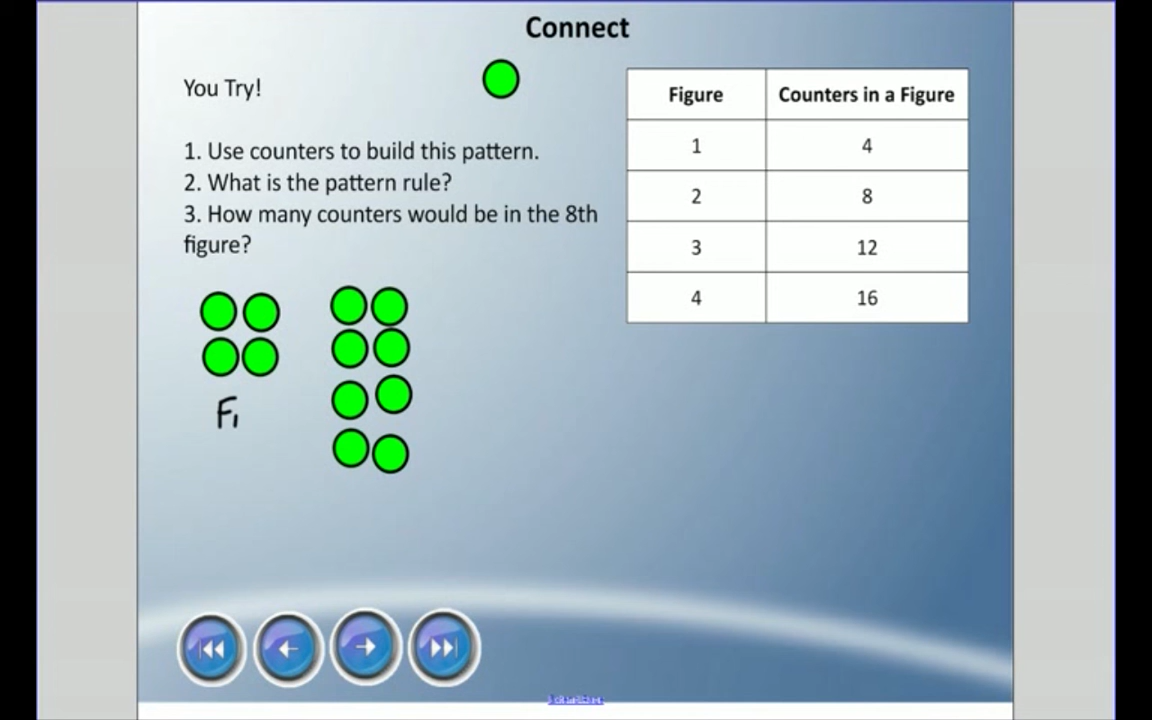 Connect
You Try!
1. Use counters to build this pattern.
2. What is the pattern rule?
3. How many counters would be in the 8th
figure?
Figure Counters in a Figure
1 4
2 8
3 12
4 16
F1